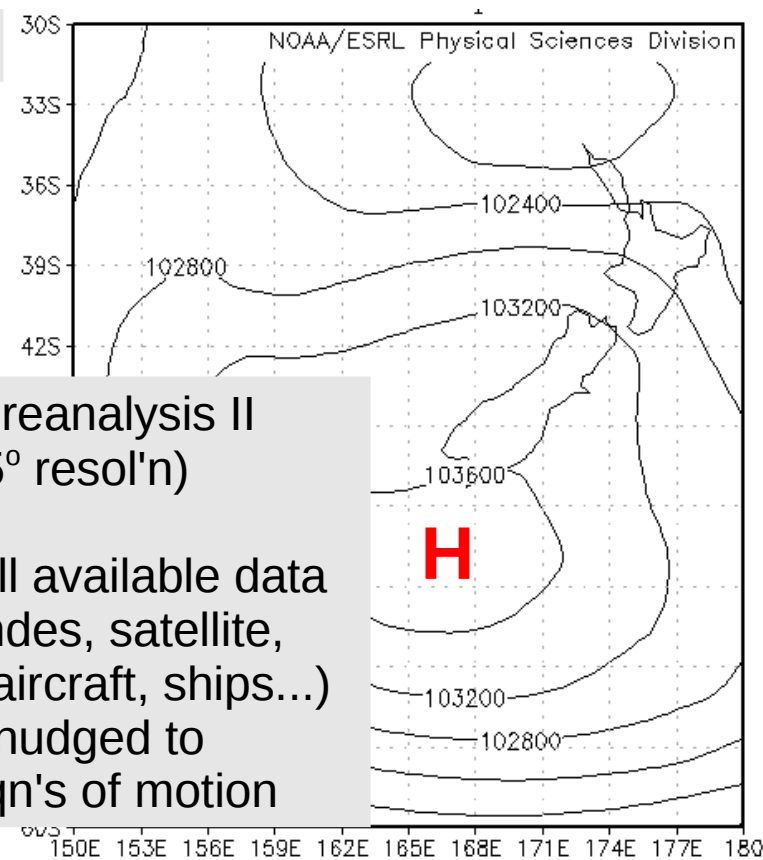 30S
NOAA/ESRL Physical Sciences Division
33S
36S
102400
39S
102800
103200
42S
reanalysis II
5º resol'n)
103600
H
ll available data
ndes, satellite,
aircraft, ships...)
103200
nudged to
102800
qn's of motion
60S
150E 153E 156E 159E 162E 165E 168E 171E 174E 177E 180